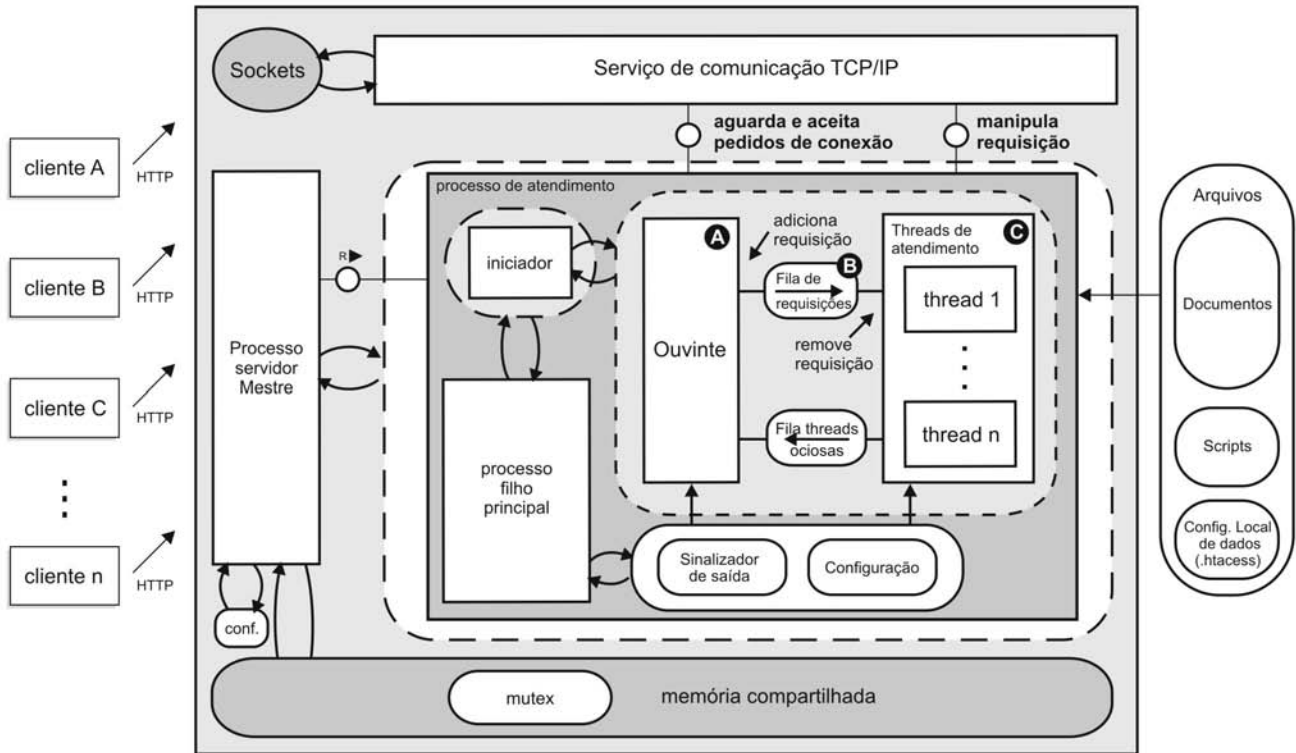 Sockets
Serviço de comunicação TCP/IP
aguarda e aceita
pedidos de conexão
manipula
requisição
cliente A
HTTP
cliente B
HTTP
cliente C
HTTP
cliente n
HTTP
Processo
servidor
Mestre
R
conf.
processo de atendimento
iniciador
processo
filho
principal
A
Ouvinte
adiciona
requisição
B
Fila de
requisições
remove
requisição
Fila threads
ociosas
C
Threads de
atendimento
thread 1
thread n
Sinalizador
de saída
Configuração
Arquivos
Documentos
Scripts
Config. Local
de dados
(.htacess)
mutex
memória compartilhada